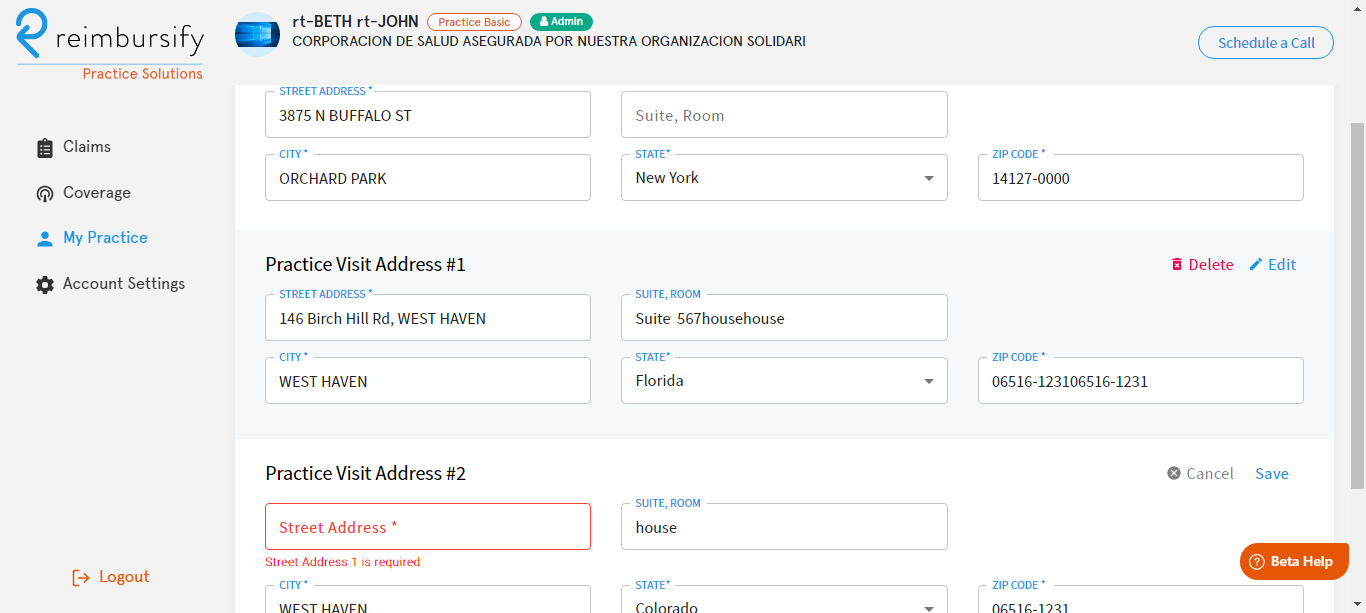 reimbursify
Practice Solutions
rt-BETH rt-JOHN Practice Basic Admin
CORPORACION DE SALUD ASEGURADA POR NUESTRA ORGANIZACION SOLIDARI
Schedule a Call
Claims
Coverage
My Practice
Account Settings
Logout
STREET ADDRESS *
3875 N BUFFALO ST
Suite, Room
CITY *
ORCHARD PARK
STATE*
New York
ZIP CODE *
14127-0000
Practice Visit Address #1
Delete Edit
STREET ADDRESS *
146 Birch Hill Rd, WEST HAVEN
SUITE, ROOM
Suite 567househouse
CITY *
WEST HAVEN
STATE*
Florida
ZIP CODE *
06516-123106516-1231
Practice Visit Address #2
Cancel Save
Street Address *
Street Address 1 is required
SUITE, ROOM
house
CITY *
WEST HAVEN
STATE*
Colorado
ZIP CODE *
06516-1231
Beta Help